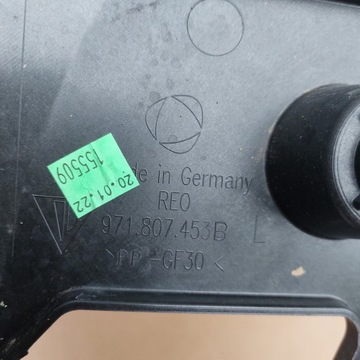 de in Germany
REO
971.807.453B L
>PP -GF30<
20.01.22
155509